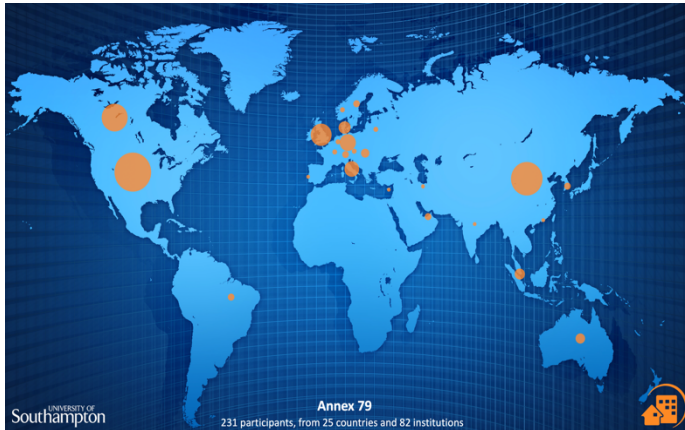 UNIVERSITY OF
Southampton
Annex 79
231 participants, from 25 countries and 82 institutions